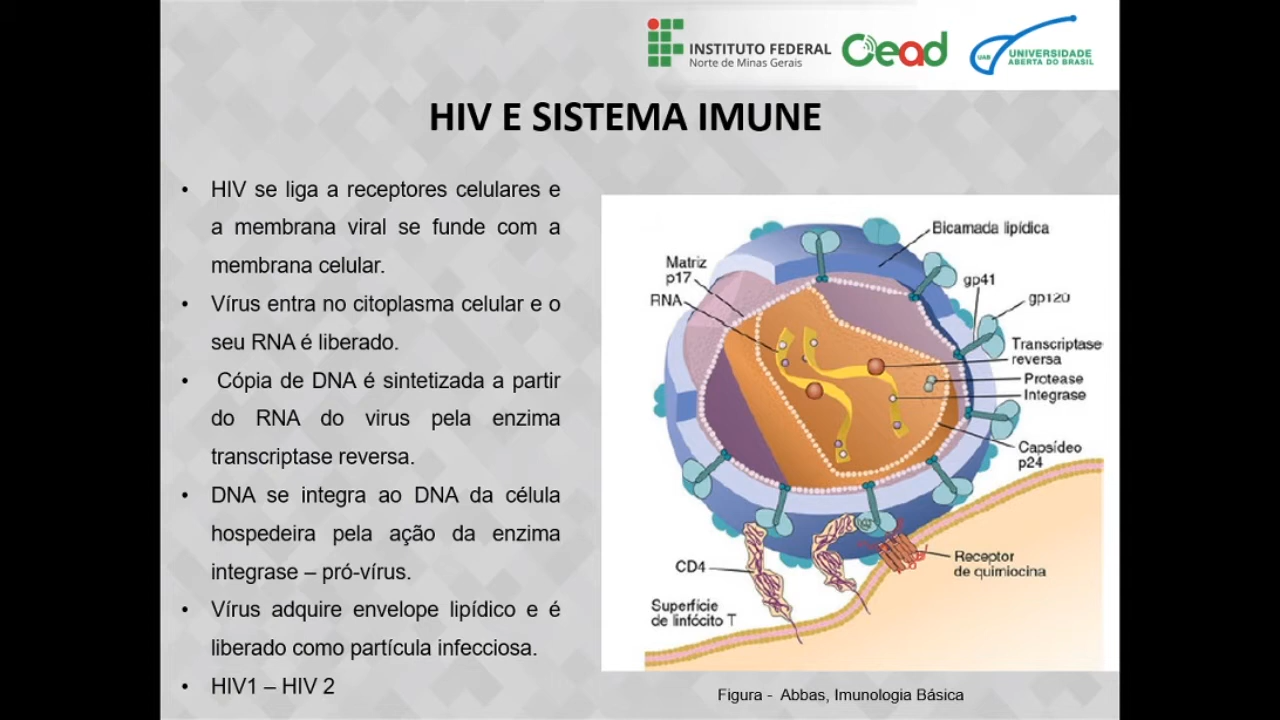 INSTITUTO FEDERAL
Norte de Minas Gerais
Cead
UAB
UNIVERSIDADE
ABERTA DO BRASIL
HIV E SISTEMA IMUNE
• HIV se liga a receptores celulares e
a membrana viral se funde com a
membrana celular.
• Vírus entra no citoplasma celular e o
seu RNA é liberado.
• Cópia de DNA é sintetizada a partir
do RNA do virus pela enzima
transcriptase reversa.
• DNA se integra ao DNA da célula
hospedeira pela ação da enzima
integrase – pró-vírus.
• Vírus adquire envelope lipídico e é
liberado como partícula infecciosa.
• HIV1 – HIV 2
Bicamada lipídica
Matriz
p17
RNA
gp41
gp120
Transcriptase
reversa
Protease
Integrase
Capsídeo
p24
CD4
Receptor
de quimiocina
Superfície
de linfócito T
Figura - Abbas, Imunologia Básica